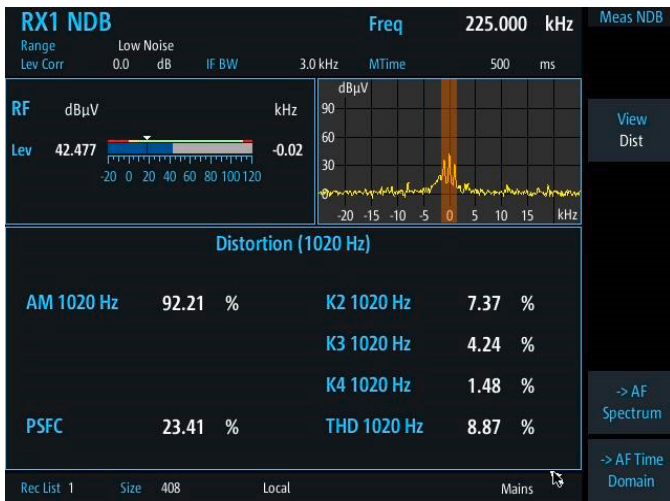 RX1 NDB Freq 225.000 kHz Meas NDB
Range Low Noise
Lev Corr 0.0 dB IF BW 3.0 kHz MTime 500 ms
RF dBµV kHz
Lev 42.477 -0.02
-20 0 20 40 60 80 100 120
dBµV
90
60
30
0
-20 -15 -10 -5 0 5 10 15 kHz
View
Dist
Distortion (1020 Hz)
AM 1020 Hz 92.21 % K2 1020 Hz 7.37 %
K3 1020 Hz 4.24 %
K4 1020 Hz 1.48 %
PSFC 23.41 % THD 1020 Hz 8.87 %
-> AF
Spectrum
-> AF Time
Domain
Rec List 1 Size 408 Local Mains